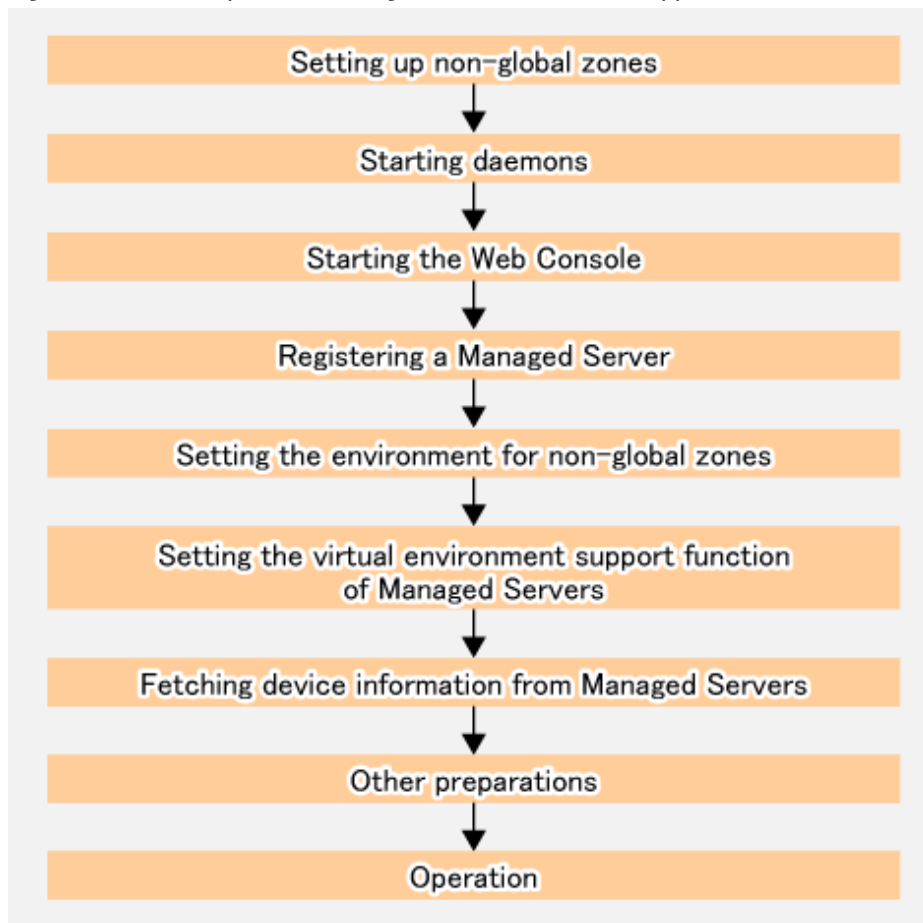 Setting up non-global zones
Starting daemons
Starting the Web Console
Registering a Managed Server
Setting the environment for non-global zones
Setting the virtual environment support function
of Managed Servers
Fetching device information from Managed Servers
Other preparations
Operation